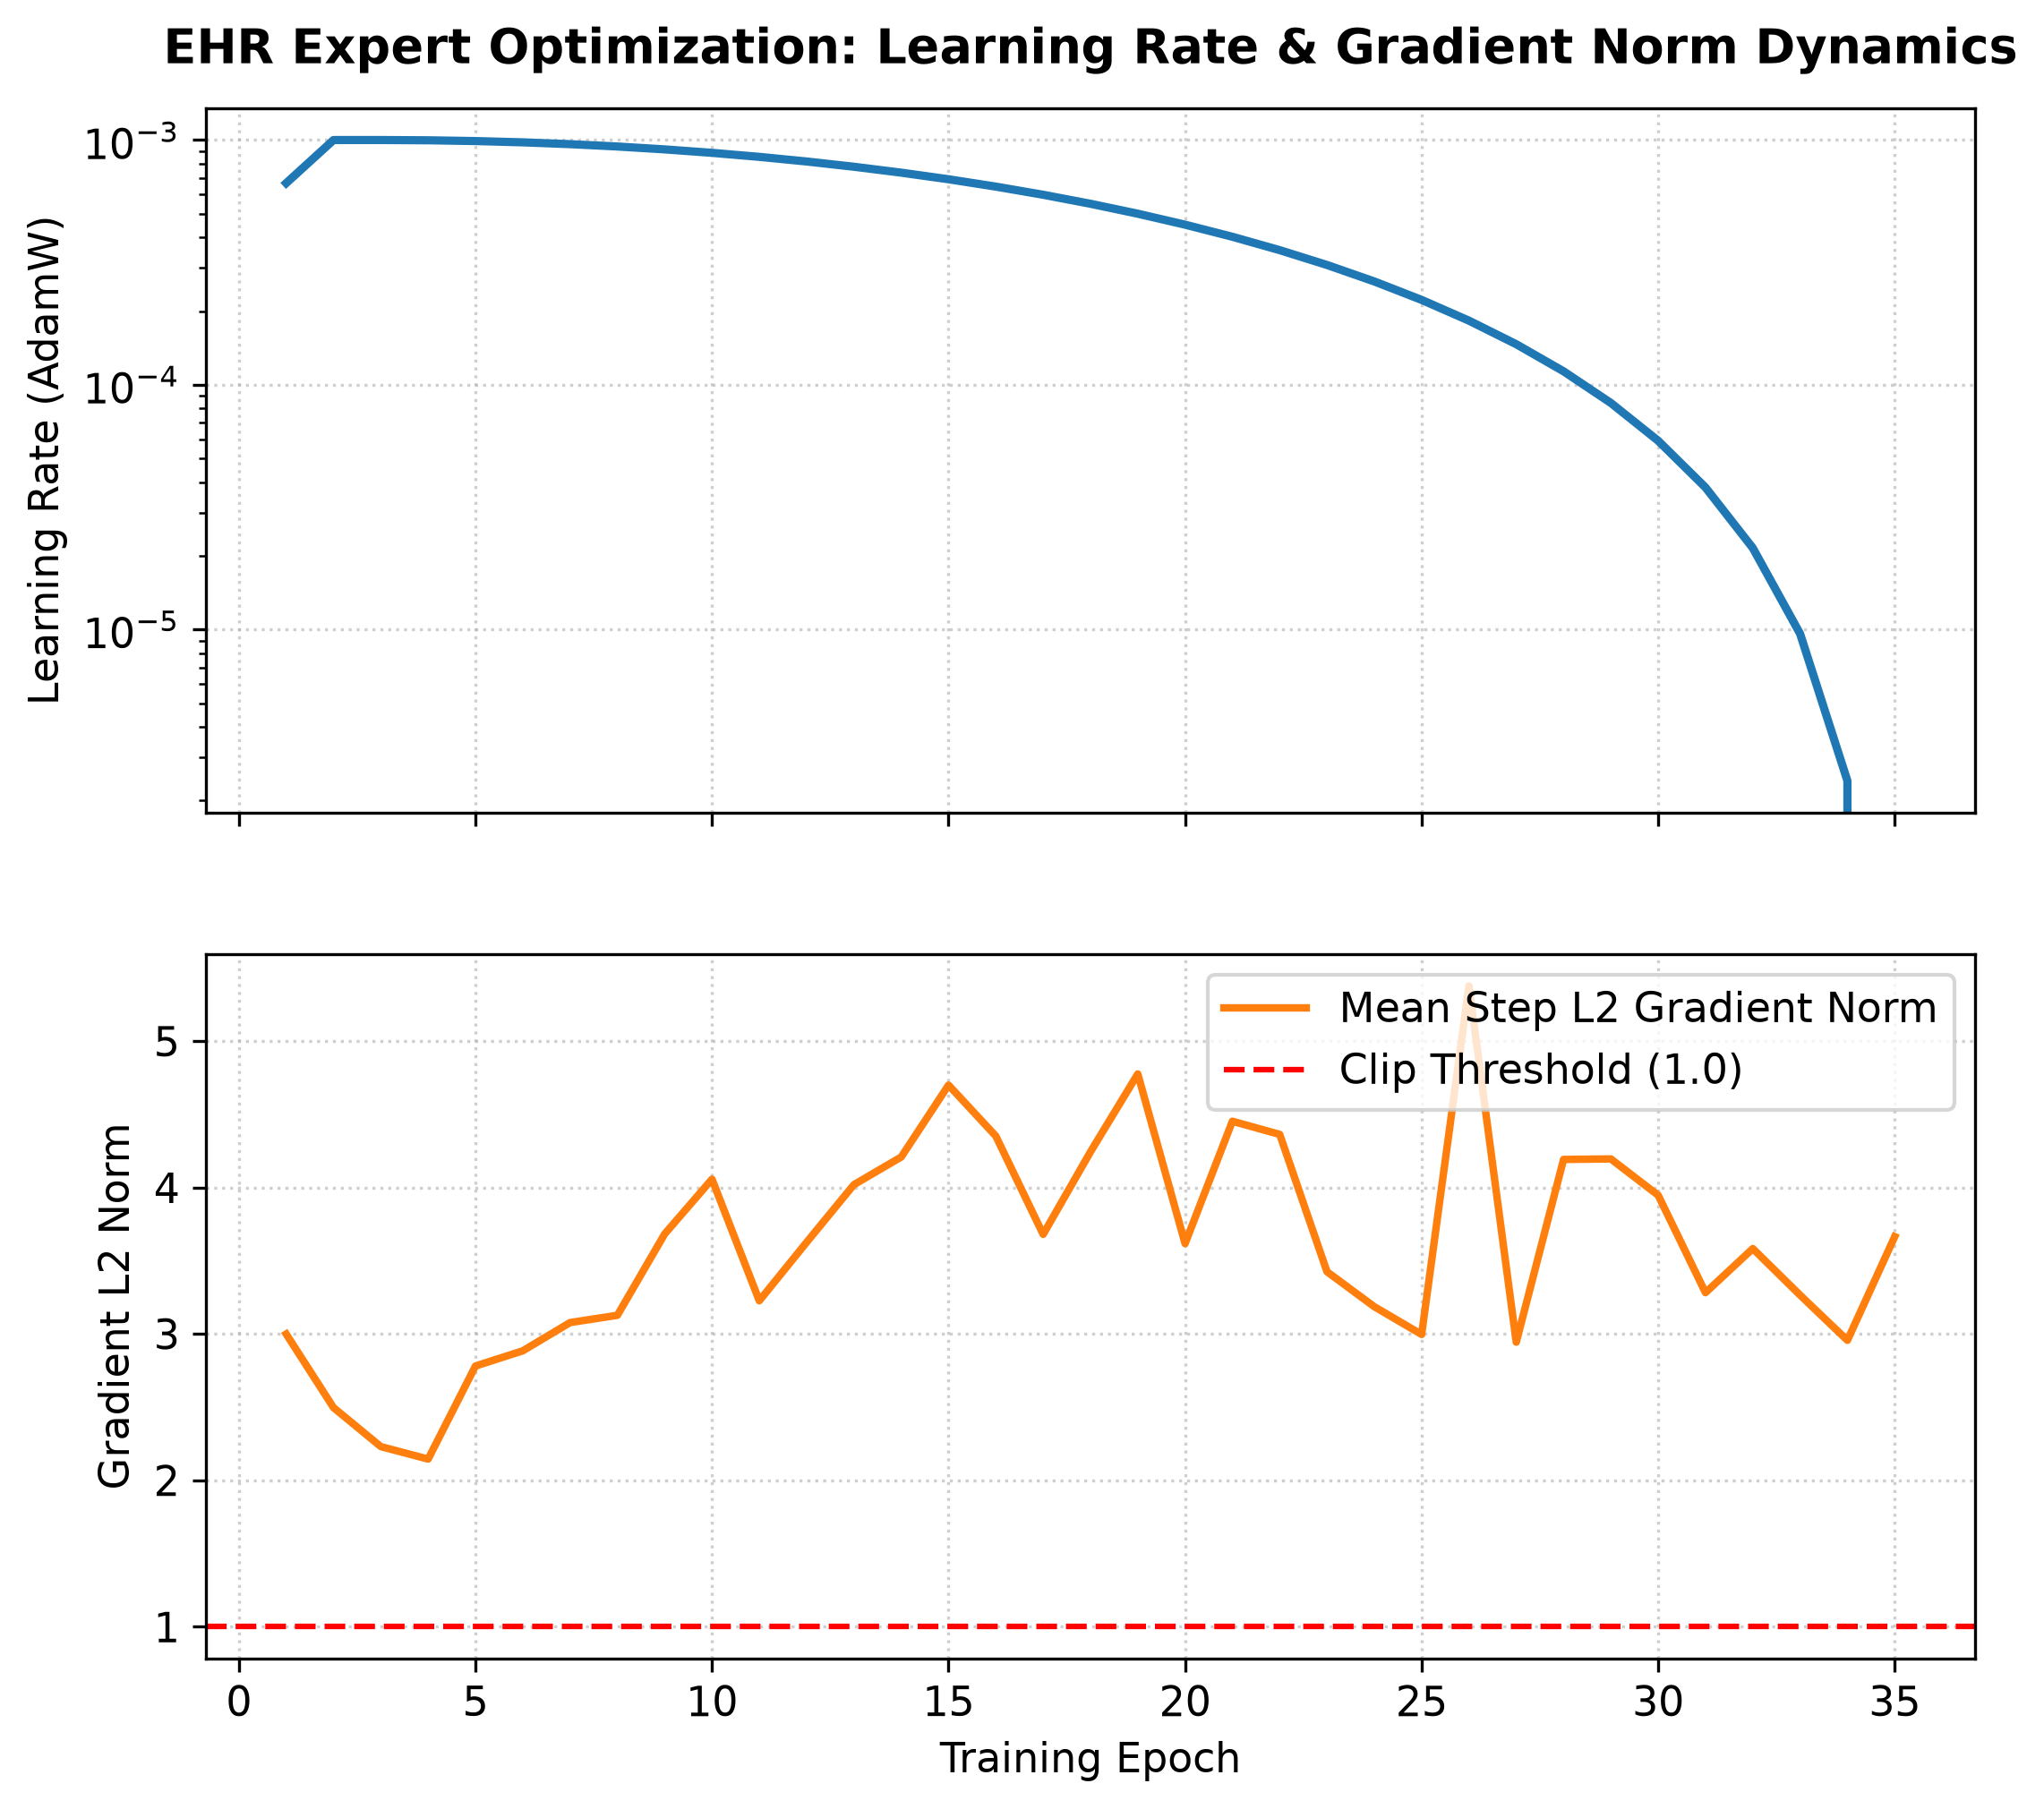 EHR Expert Optimization: Learning Rate & Gradient Norm Dynamics
Learning Rate (AdamW)
10⁻³
10⁻⁴
10⁻⁵
Mean Step L2 Gradient Norm
Clip Threshold (1.0)
Gradient L2 Norm
5
4
3
2
1
0 5 10 15 20 25 30 35
Training Epoch